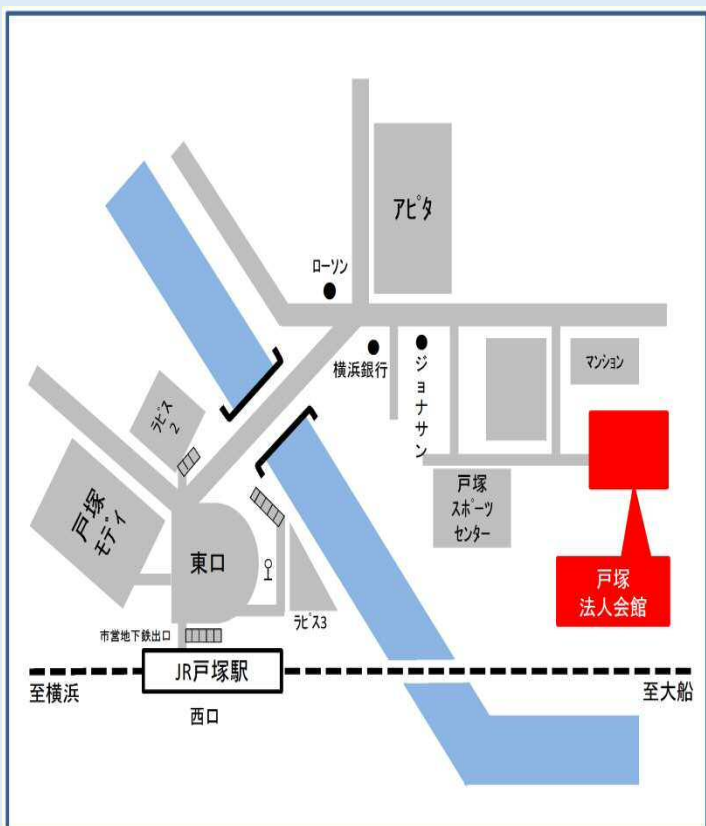 アピタ
ローソン
横浜銀行
ジョナサン
マンション
ラピス
2
戸塚
モディ
東口
戸塚
スポーツ
センター
戸塚
法人会館
ラピス3
市営地下鉄出口
JR戸塚駅
至横浜
至大船
西口